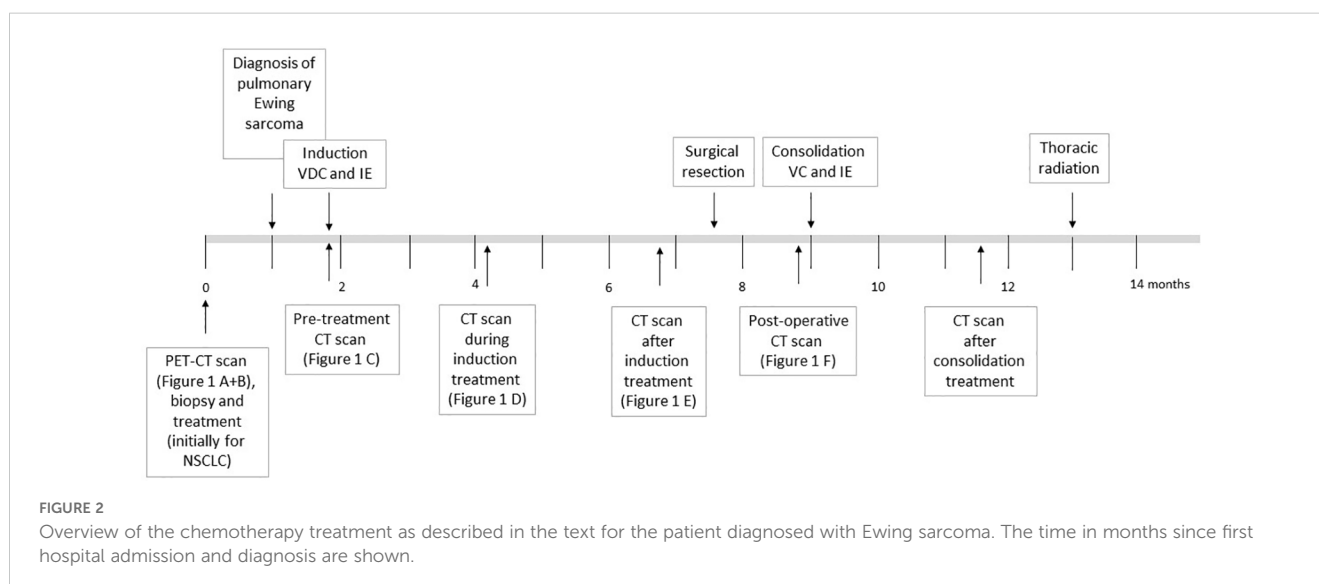 Diagnosis of
pulmonary
Ewing
sarcoma
Induction
VDC and IE
Surgical
resection
Consolidation
VC and IE
Thoracic
radiation
0
2
4
6
8
10
12
14 months
PET-CT scan
(Figure 1 A+B),
biopsy and
treatment
(initially for
NSCLC)
Pre-treatment
CT scan
(Figure 1 C)
CT scan
during
induction
treatment
(Figure 1 D)
CT scan
after
induction
treatment
(Figure 1 E)
Post-operative
CT scan
(Figure 1 F)
CT scan
after
consolidation
treatment
FIGURE 2
Overview of the chemotherapy treatment as described in the text for the patient diagnosed with Ewing sarcoma. The time in months since first
hospital admission and diagnosis are shown.